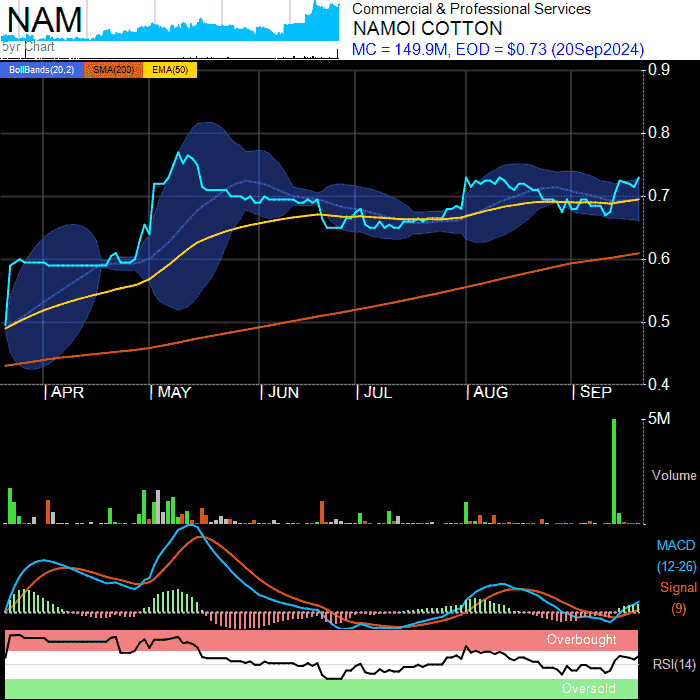 NAM
Commercial & Professional Services
NAMOI COTTON
5yr Chart
MC = 149.9M, EOD = $0.73 (20Sep2024)
BollBands(20,2) SMA(200) EMA(50)
0.9
0.8
0.7
0.6
0.5
0.4
APR MAY JUN JUL AUG SEP
5M
Volume
MACD
(12-26)
Signal
(9)
Overbought
RSI(14)
Oversold